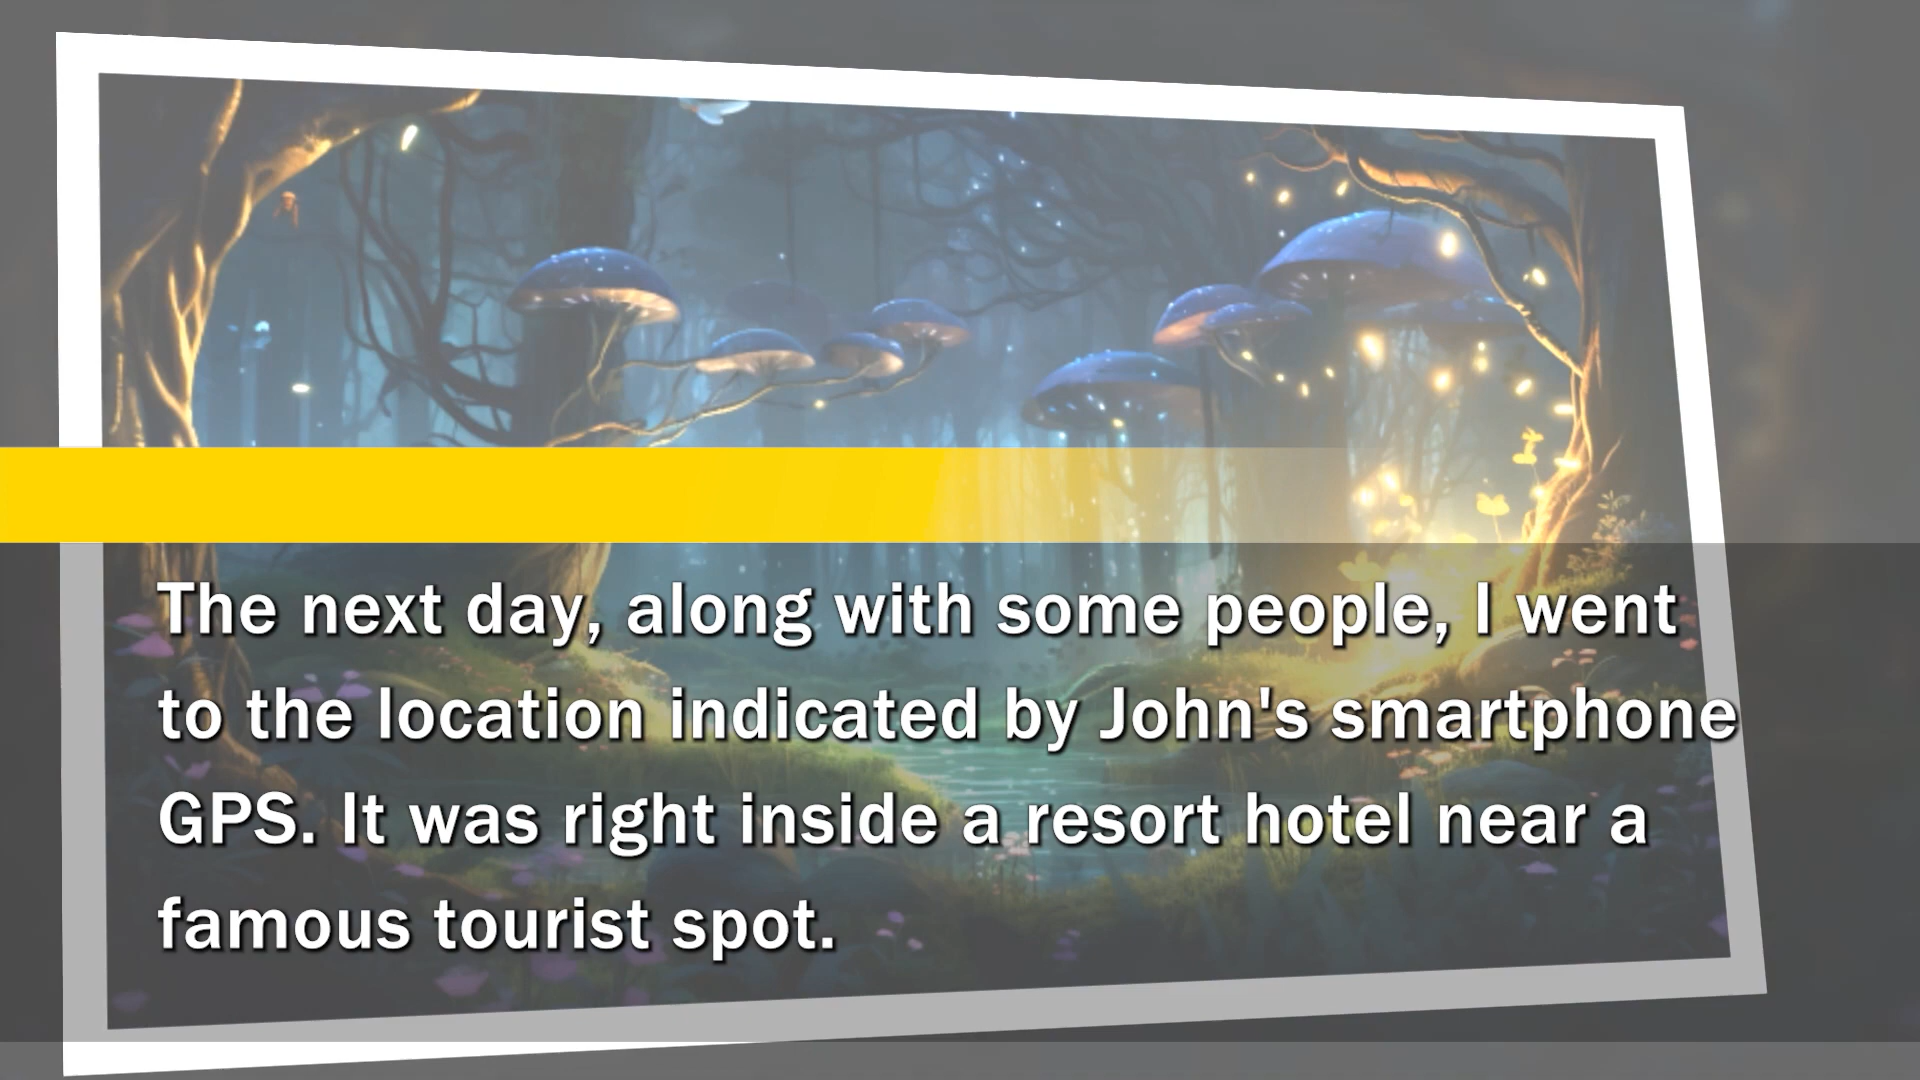 The next day, along with some people, I went
to the location indicated by John's smartphone
GPS. It was right inside a resort hotel near a
famous tourist spot.